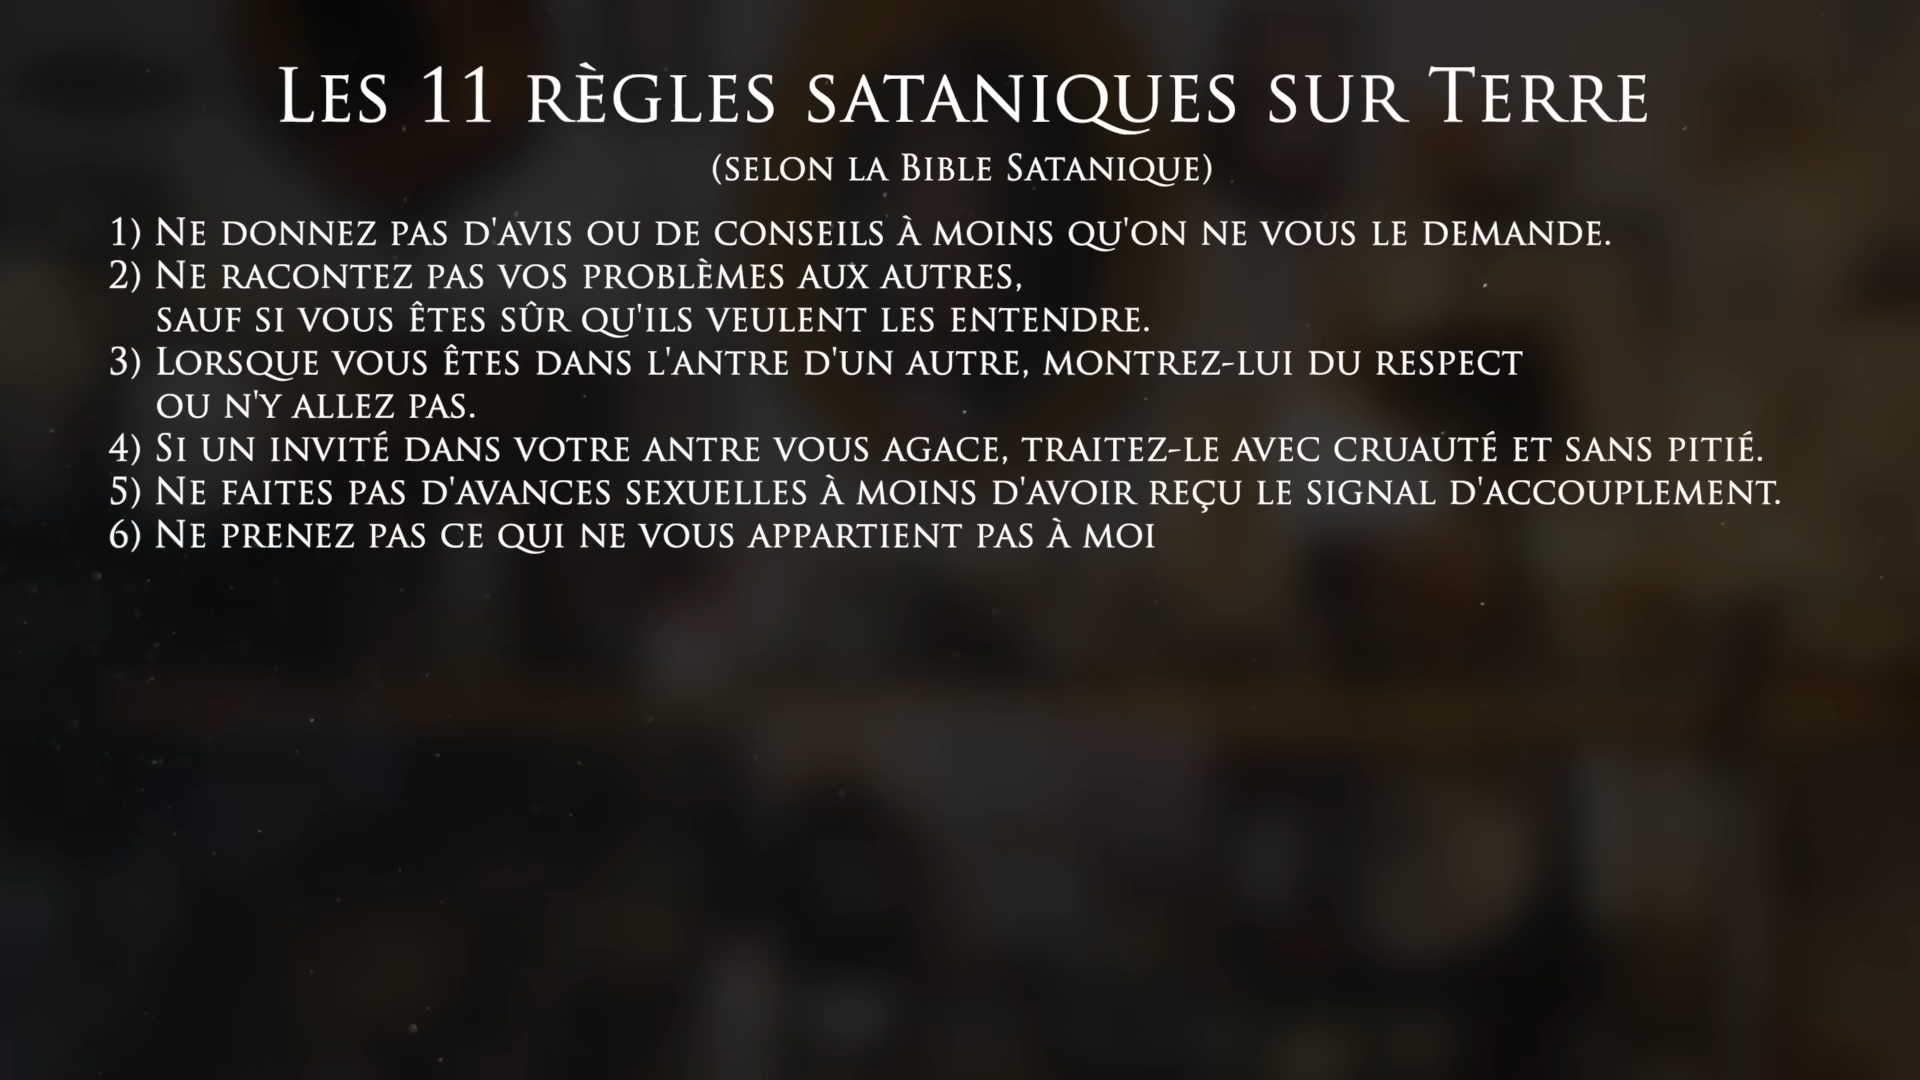 Les 11 règles sataniques sur Terre
(selon la Bible Satanique)
1) Ne donnez pas d'avis ou de conseils à moins qu'on ne vous le demande.
2) Ne racontez pas vos problèmes aux autres,
sauf si vous êtes sûr qu'ils veulent les entendre.
3) Lorsque vous êtes dans l'antre d'un autre, montrez-lui du respect
ou n'y allez pas.
4) Si un invité dans votre antre vous agace, traitez-le avec cruauté et sans pitié.
5) Ne faites pas d'avances sexuelles à moins d'avoir reçu le signal d'accouplement.
6) Ne prenez pas ce qui ne vous appartient pas à moi